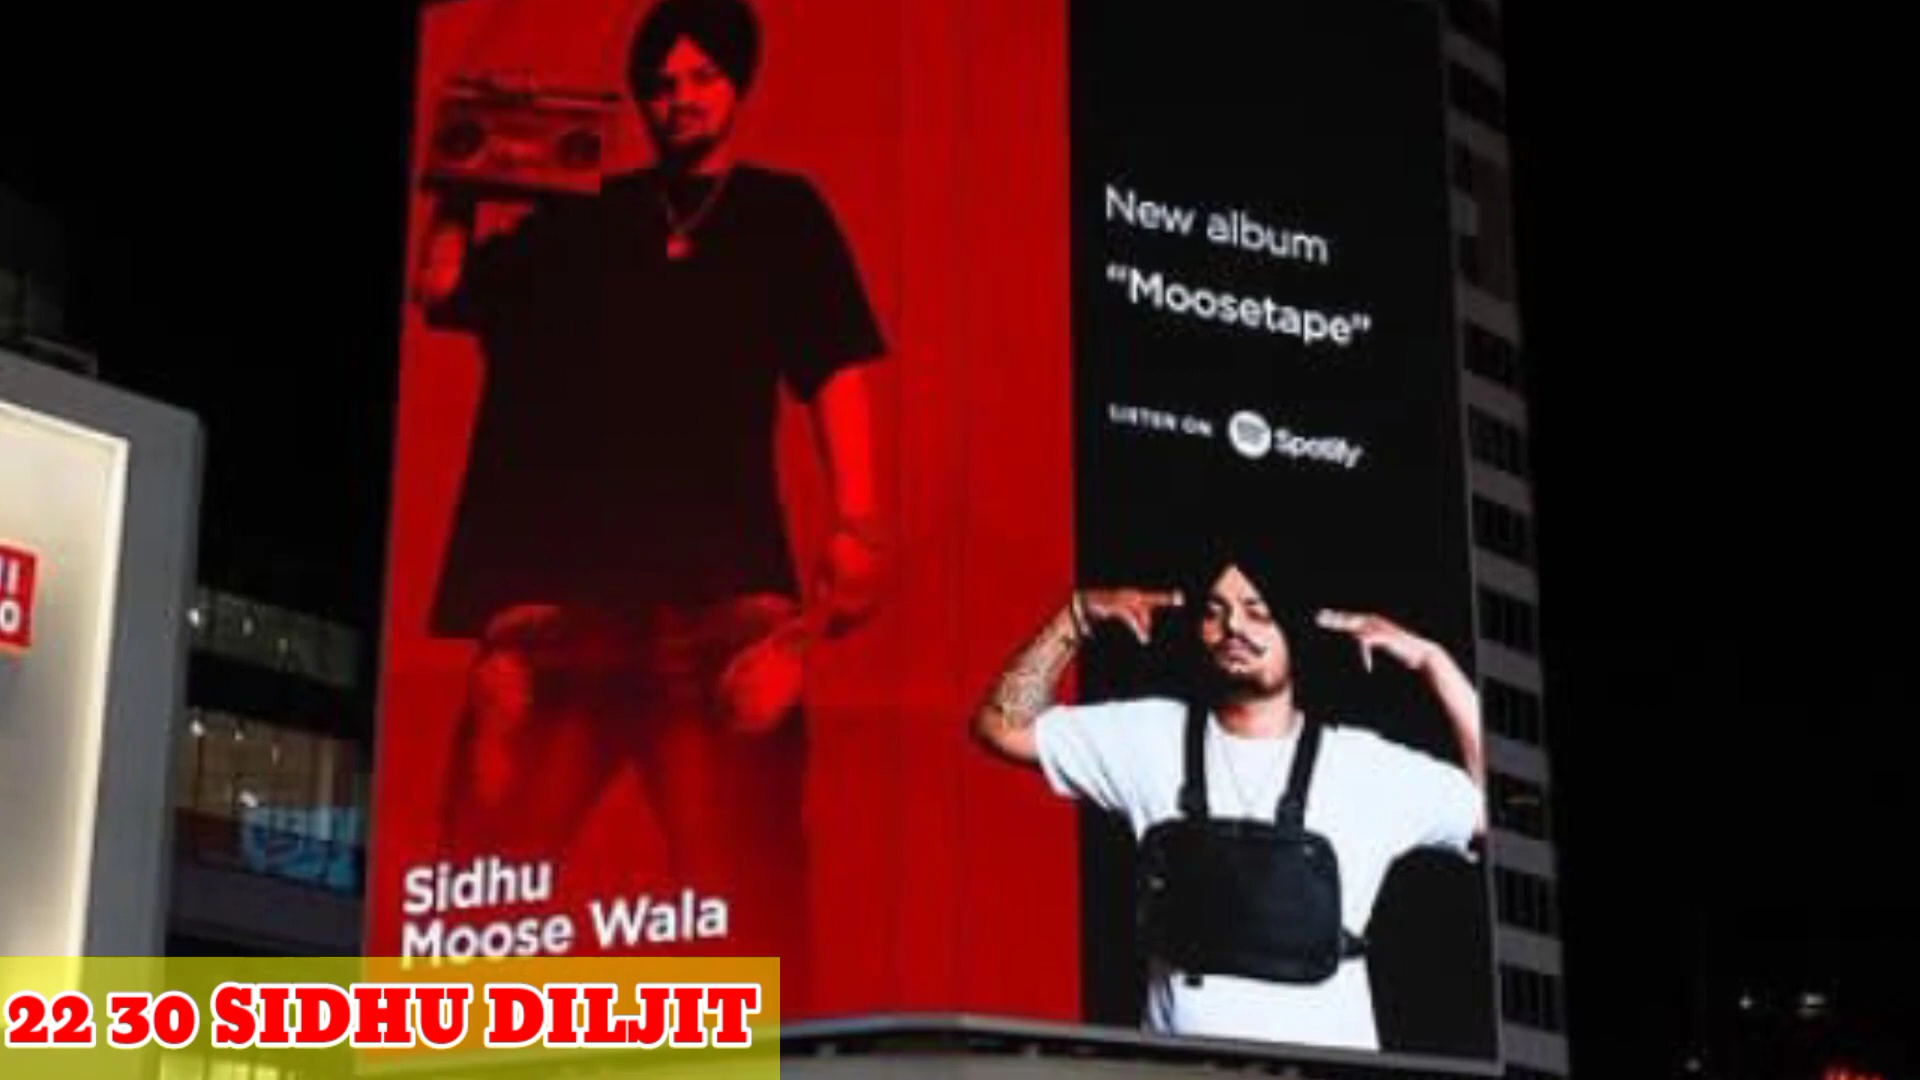 New album
“Moosetape”
LISTEN ON Spotify
Sidhu
Moose Wala
22 30 SIDHU DILJIT